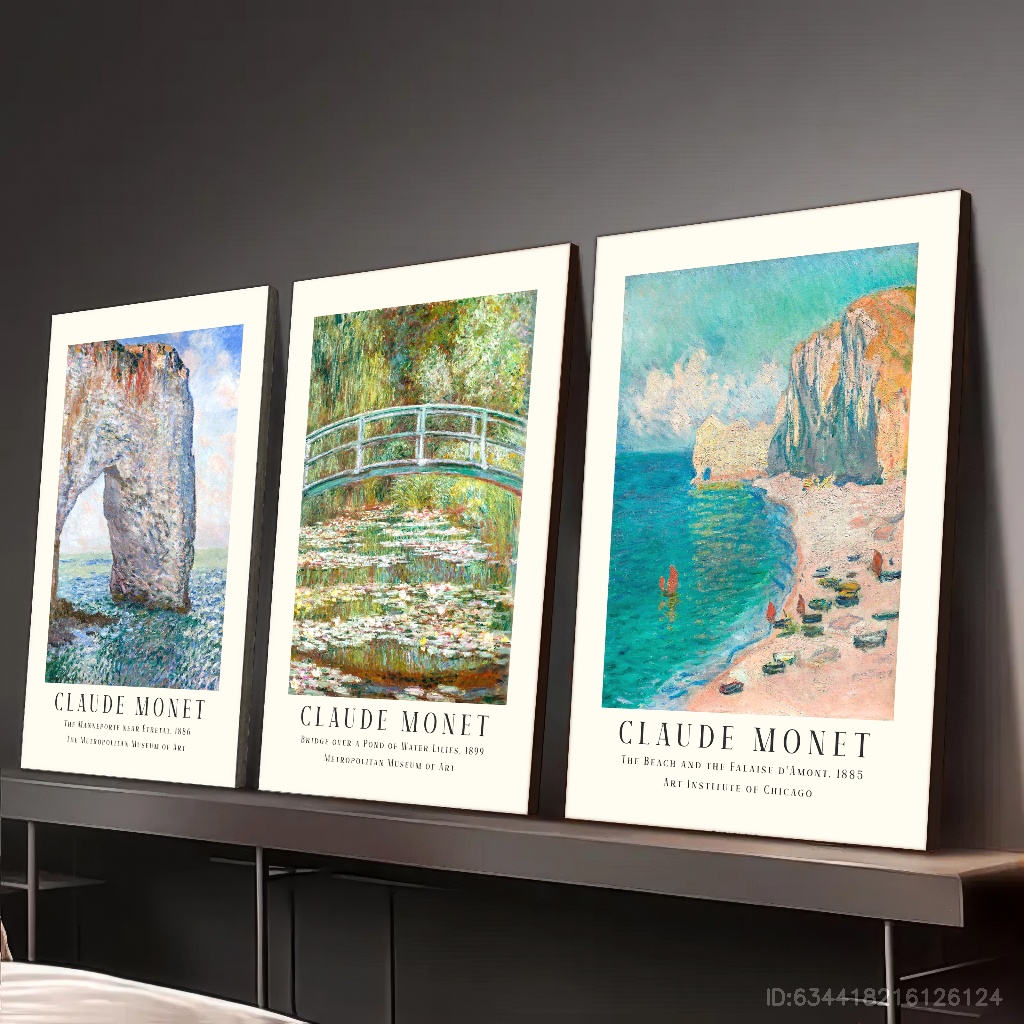 CLAUDE MONET
THE MANNEPORTE NEAR ETRETAT, 1886
THE METROPOLITAN MUSEUM OF ART
CLAUDE MONET
BRIDGE OVER A POND OF WATER LILIES, 1899
METROPOLITAN MUSEUM OF ART
CLAUDE MONET
THE BEACH AND THE FALAISE D'AMONT, 1885
ART INSTITUTE OF CHICAGO
ID:634418216126124